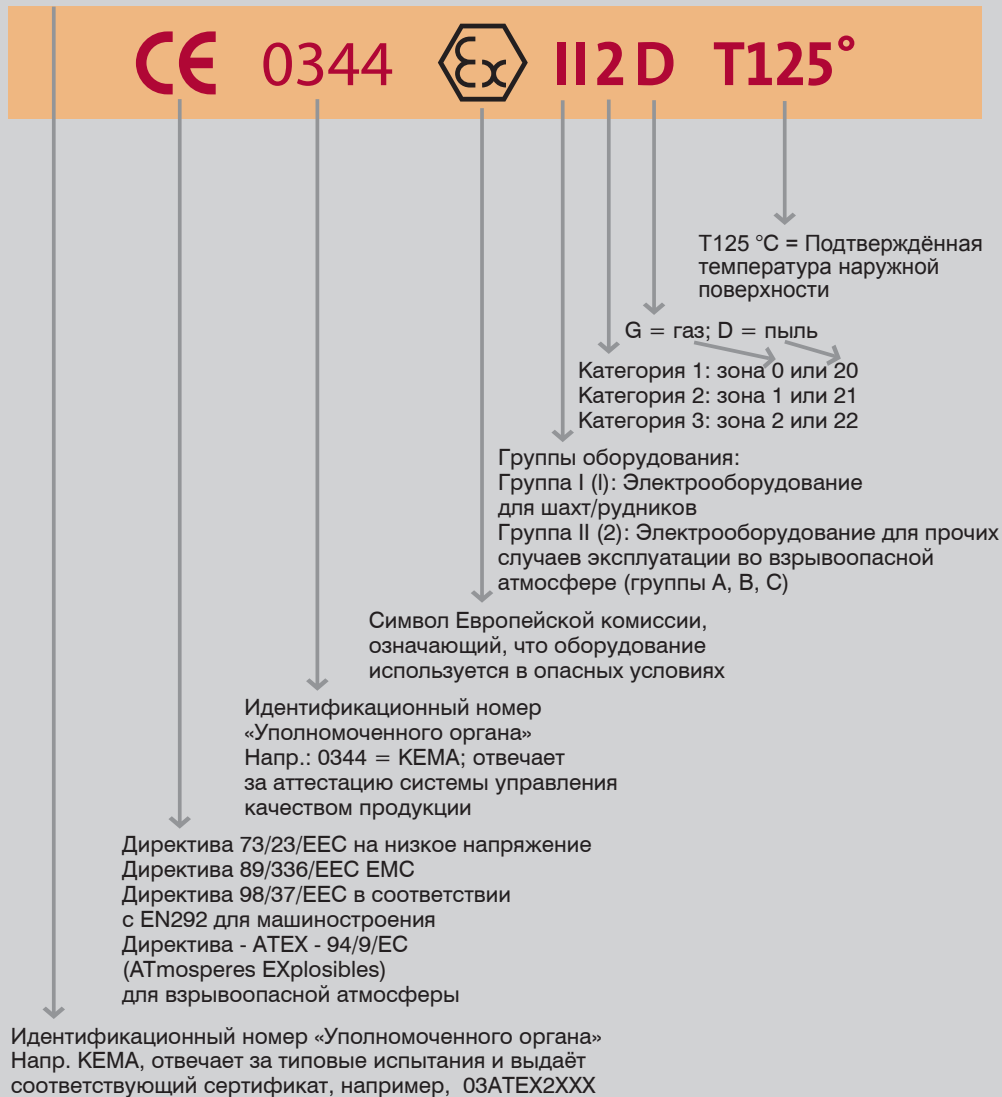 CE 0344 Ex II 2 D T125°
T125 °C = Подтверждённая
температура наружной
поверхности
G = газ; D = пыль
Категория 1: зона 0 или 20
Категория 2: зона 1 или 21
Категория 3: зона 2 или 22
Группы оборудования:
Группа I (I): Электрооборудование
для шахт/рудников
Группа II (2): Электрооборудование для прочих
случаев эксплуатации во взрывоопасной
атмосфере (группы A, B, C)
Символ Европейской комиссии,
означающий, что оборудование
используется в опасных условиях
Идентификационный номер
«Уполномоченного органа»
Напр.: 0344 = KEMA; отвечает
за аттестацию системы управления
качеством продукции
Директива 73/23/EEC на низкое напряжение
Директива 89/336/EEC EMC
Директива 98/37/EEC в соответствии
с EN292 для машиностроения
Директива - ATEX - 94/9/EC
(ATmosperes EXplosibles)
для взрывоопасной атмосферы
Идентификационный номер «Уполномоченного органа»
Напр. KEMA, отвечает за типовые испытания и выдаёт
соответствующий сертификат, например, 03ATEX2XXX